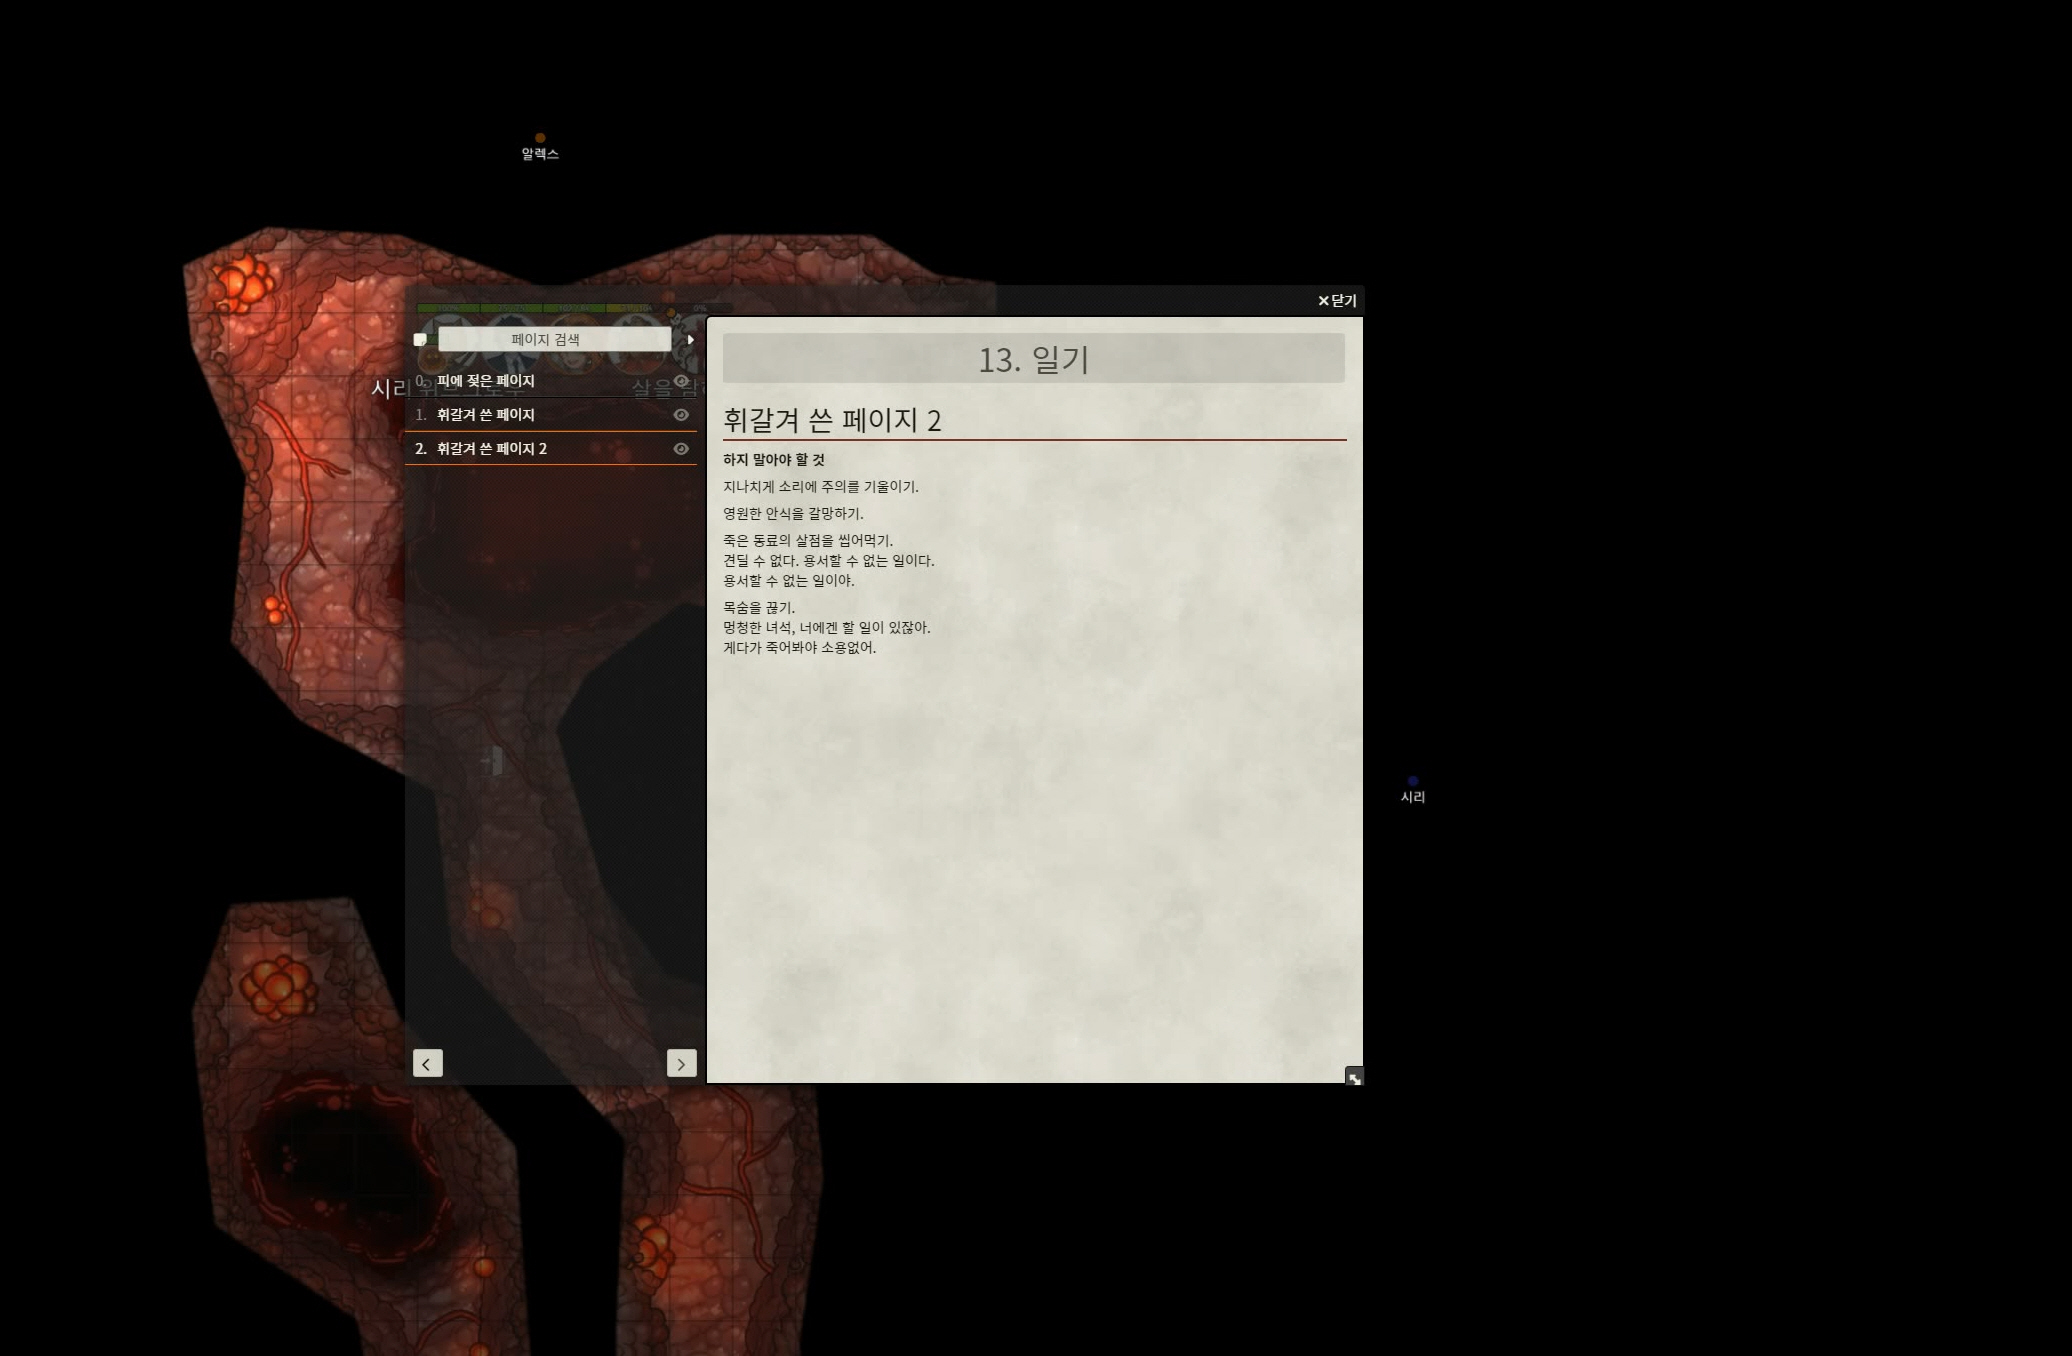 알렉스
닫기
페이지 검색
시리
0. 피에 젖은 페이지
1. 휘갈겨 쓴 페이지
2. 휘갈겨 쓴 페이지 2
13. 일기
휘갈겨 쓴 페이지 2
하지 말아야 할 것
지나치게 소리에 주의를 기울이기.
영원한 안식을 갈망하기.
죽은 동료의 살점을 씹어먹기.
견딜 수 없다. 용서할 수 없는 일이다.
용서할 수 없는 일이야.
목숨을 끊기.
멍청한 녀석, 너에겐 할 일이 있잖아.
게다가 죽어봐야 소용없어.
시리